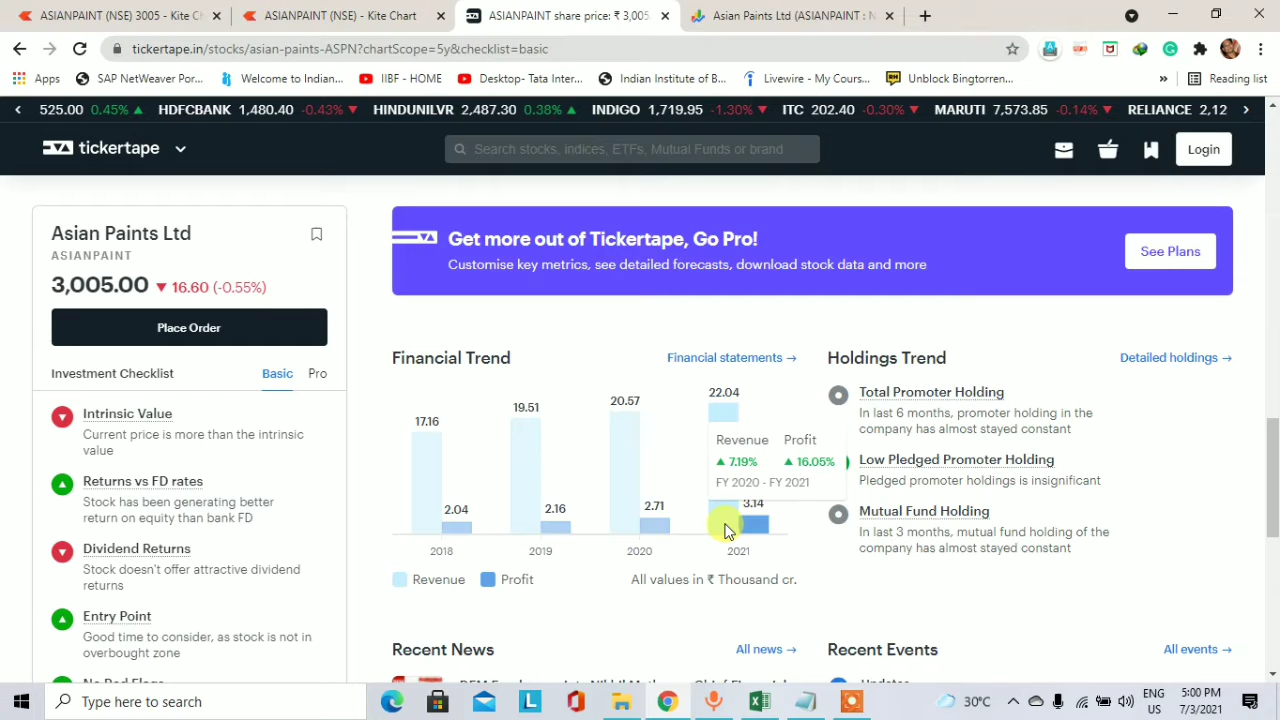 ASIANPAINT (NSE) 3005 - Kite C
ASIANPAINT (NSE) - Kite Chart
ASIANPAINT share price: ₹ 3,005
Asian Paints Ltd (ASIANPAINT : N
tickertape.in/stocks/asian-paints-ASPN?chartScope=5y&checklist=basic
Apps
SAP NetWeaver Por...
Welcome to Indian...
IIBF - HOME
Desktop- Tata Inter...
Indian Institute of B...
Livewire - My Cours...
Unblock Bingtorren...
»
Reading list
525.00 0.45% HDFCBANK 1,480.40 -0.43% HINDUNILVR 2,487.30 0.38% INDIGO 1,719.95 -1.30% ITC 202.40 -0.30% MARUTI 7,573.85 -0.14% RELIANCE 2,12
tickertape
Search stocks, indices, ETFs, Mutual Funds or brand
Login
Asian Paints Ltd
ASIANPAINT
3,005.00 ▼ 16.60 (-0.55%)
Place Order
Investment Checklist Basic Pro
Intrinsic Value
Current price is more than the intrinsic
value
Returns vs FD rates
Stock has been generating better
return on equity than bank FD
Dividend Returns
Stock doesn't offer attractive dividend
returns
Entry Point
Good time to consider, as stock is not in
overbought zone
No Red Flags
Get more out of Tickertape, Go Pro!
Customise key metrics, see detailed forecasts, download stock data and more
See Plans
Financial Trend
Financial statements →
22.04
20.57
19.51
17.16
Revenue Profit
▲ 7.19% ▲ 16.05%
FY 2020 - FY 2021
2.04
2.16
2.71
3.14
2018
2019
2020
2021
Revenue Profit All values in ₹ Thousand cr.
Holdings Trend
Detailed holdings →
Total Promoter Holding
In last 6 months, promoter holding in the
company has almost stayed constant
Low Pledged Promoter Holding
Pledged promoter holdings is insignificant
Mutual Fund Holding
In last 3 months, mutual fund holding of the
company has almost stayed constant
Recent News
All news →
Recent Events
All events →
Updates
Type here to search
30°C
ENG
US
5:00 PM
7/3/2021